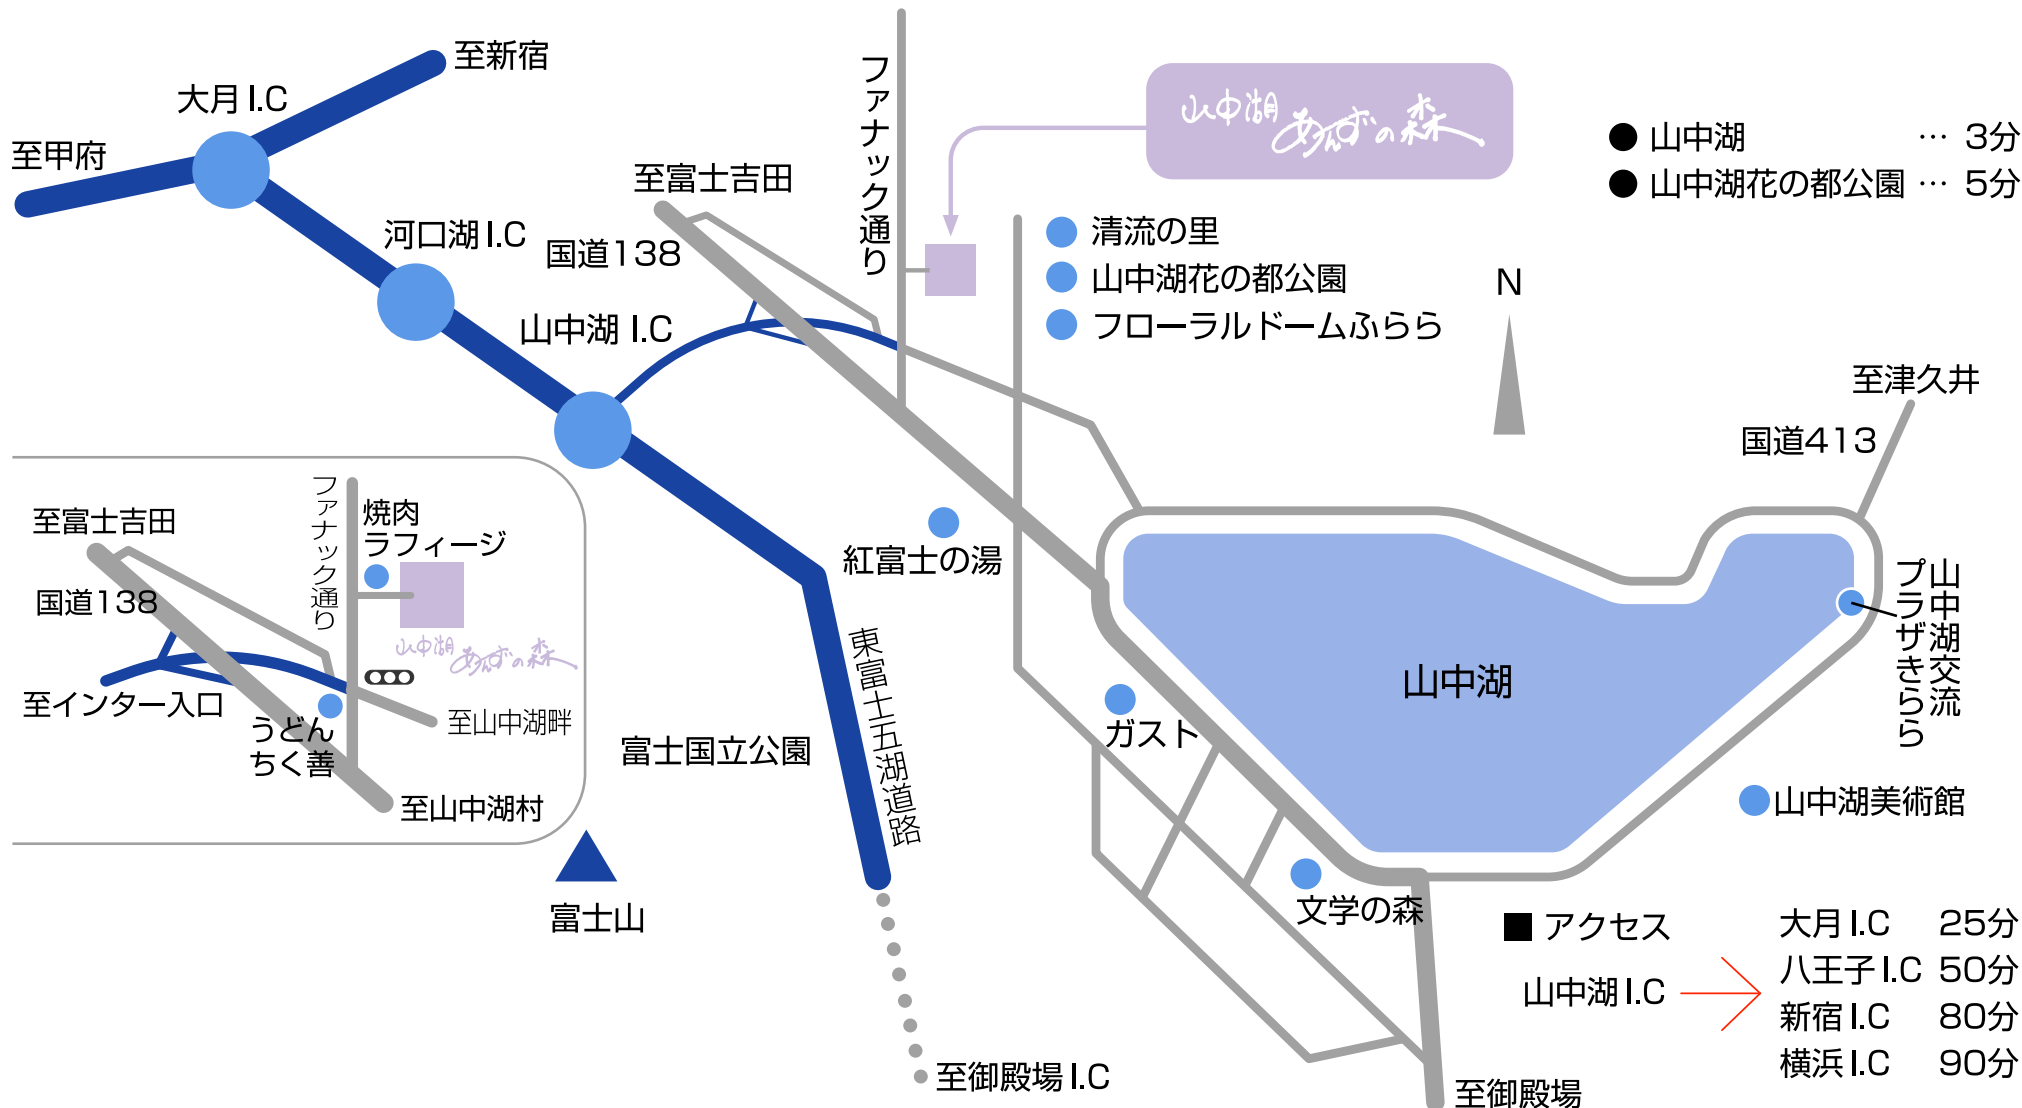 至新宿
大月I.C
至甲府
河口湖I.C
山中湖 I.C
至富士吉田
国道138
ファナック通り
山中湖
あんずの森
● 山中湖 … 3分
● 山中湖花の都公園 … 5分
清流の里
山中湖花の都公園
フローラルドームふらら
N
至津久井
国道413
至富士吉田
国道138
ファナック通り
焼肉
ラフィージ
山中湖 あんずの森
至インター入口
うどん
ちく善
至山中湖畔
至山中湖村
紅富士の湯
東富士五湖道路
富士国立公園
富士山
ガスト
山中湖
山中湖交流
プラザきらら
山中湖美術館
文学の森
至御殿場I.C
至御殿場
■ アクセス
山中湖I.C
大月I.C 25分
八王子I.C 50分
新宿I.C 80分
横浜I.C 90分